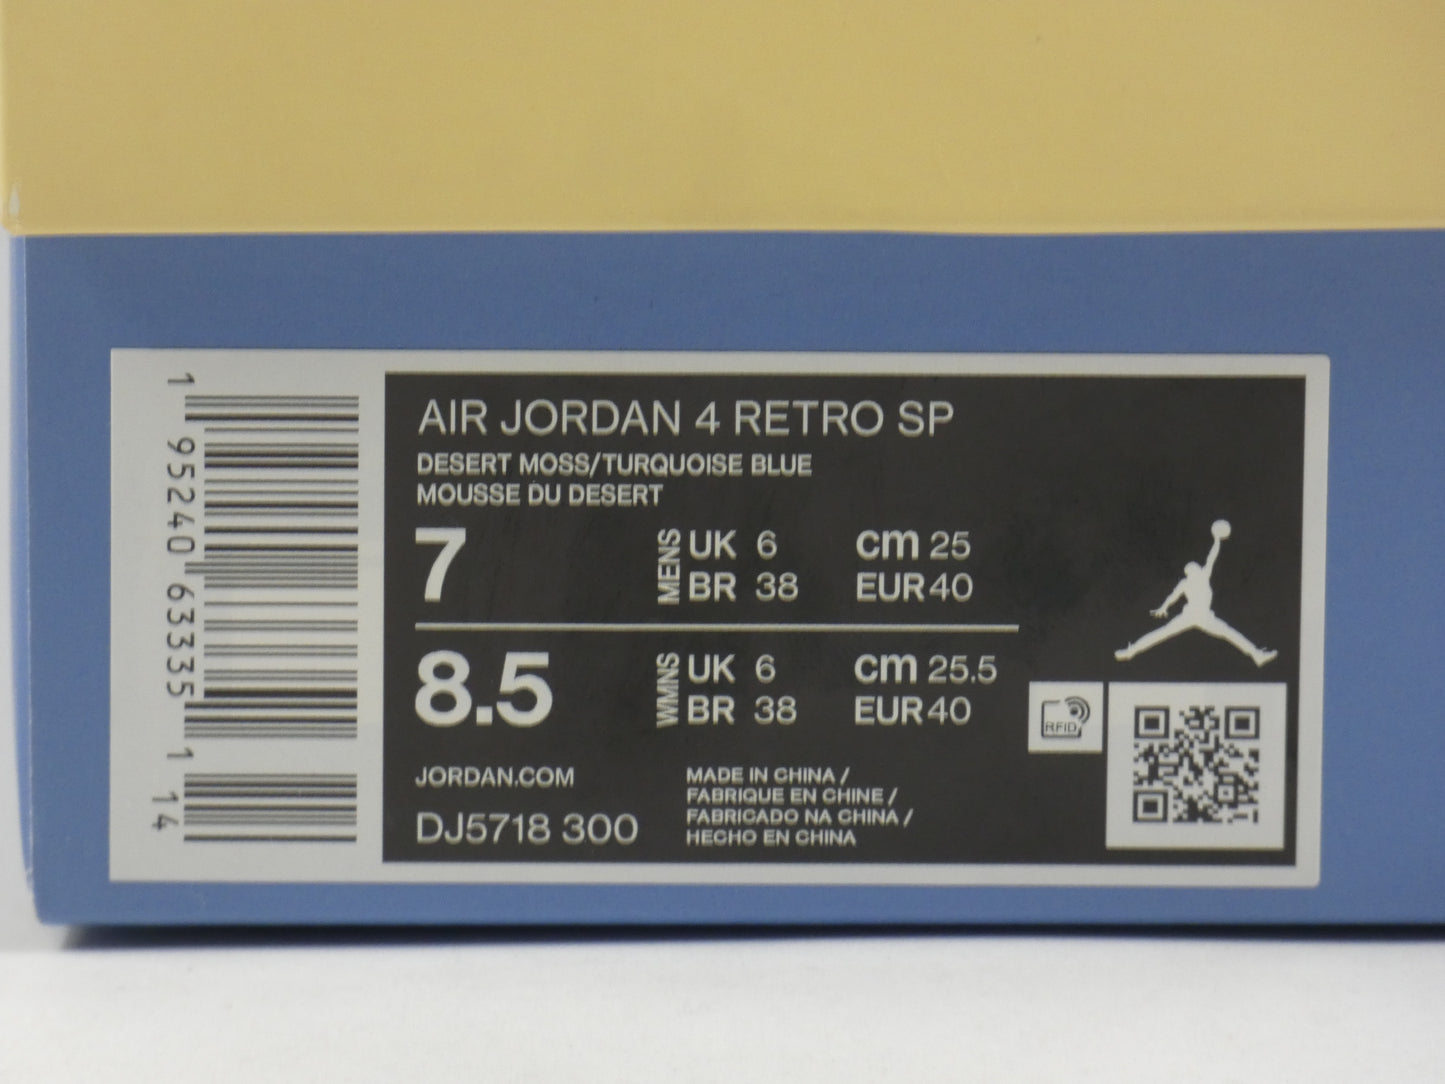 1 95240 63335 1 14
AIR JORDAN 4 RETRO SP
DESERT MOSS/TURQUOISE BLUE
MOUSSE DU DESERT
7 MENS UK 6 cm 25
BR 38 EUR 40
8.5 WMNS UK 6 cm 25.5
BR 38 EUR 40
RFID
JORDAN.COM
DJ5718 300
MADE IN CHINA /
FABRIQUE EN CHINE /
FABRICADO NA CHINA /
HECHO EN CHINA